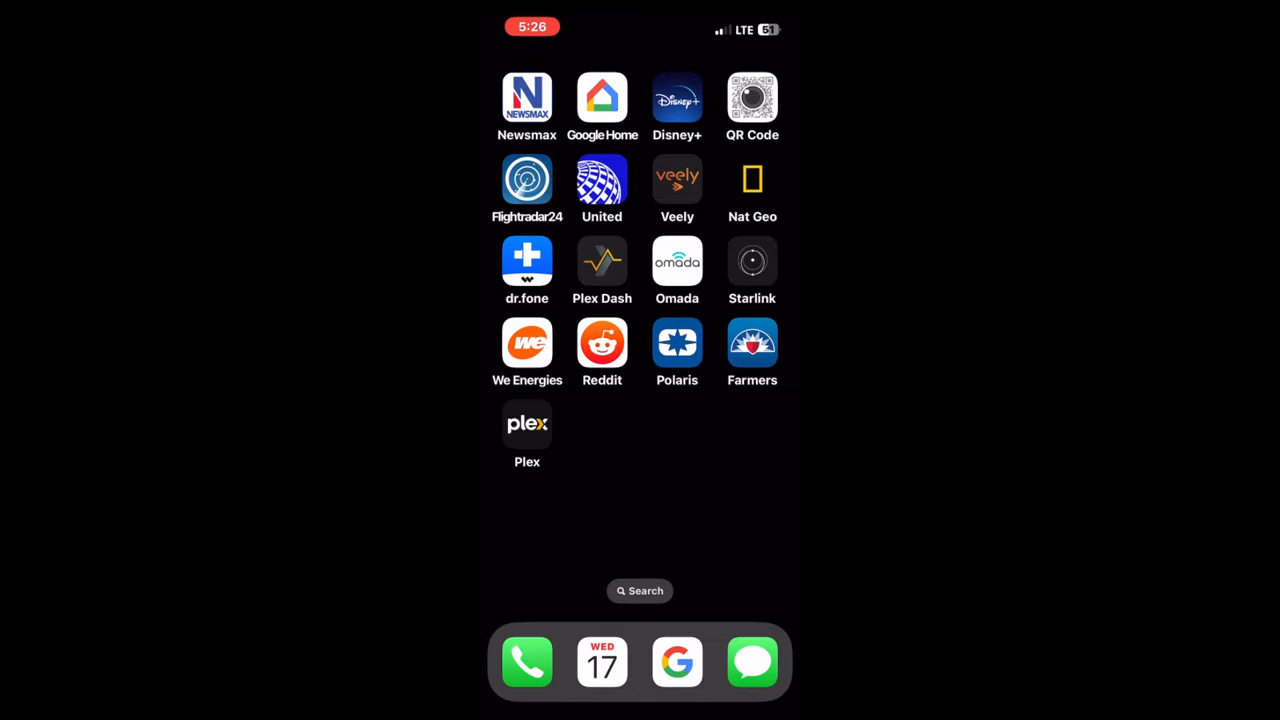 5:26
LTE 51
N
NEWSMAX
Disney+
Newsmax
Google Home
Disney+
QR Code
veely
Flightradar24
United
Veely
Nat Geo
omada
dr.fone
Plex Dash
Omada
Starlink
we
We Energies
Reddit
Polaris
Farmers
plex
Plex
Search
WED
17
G